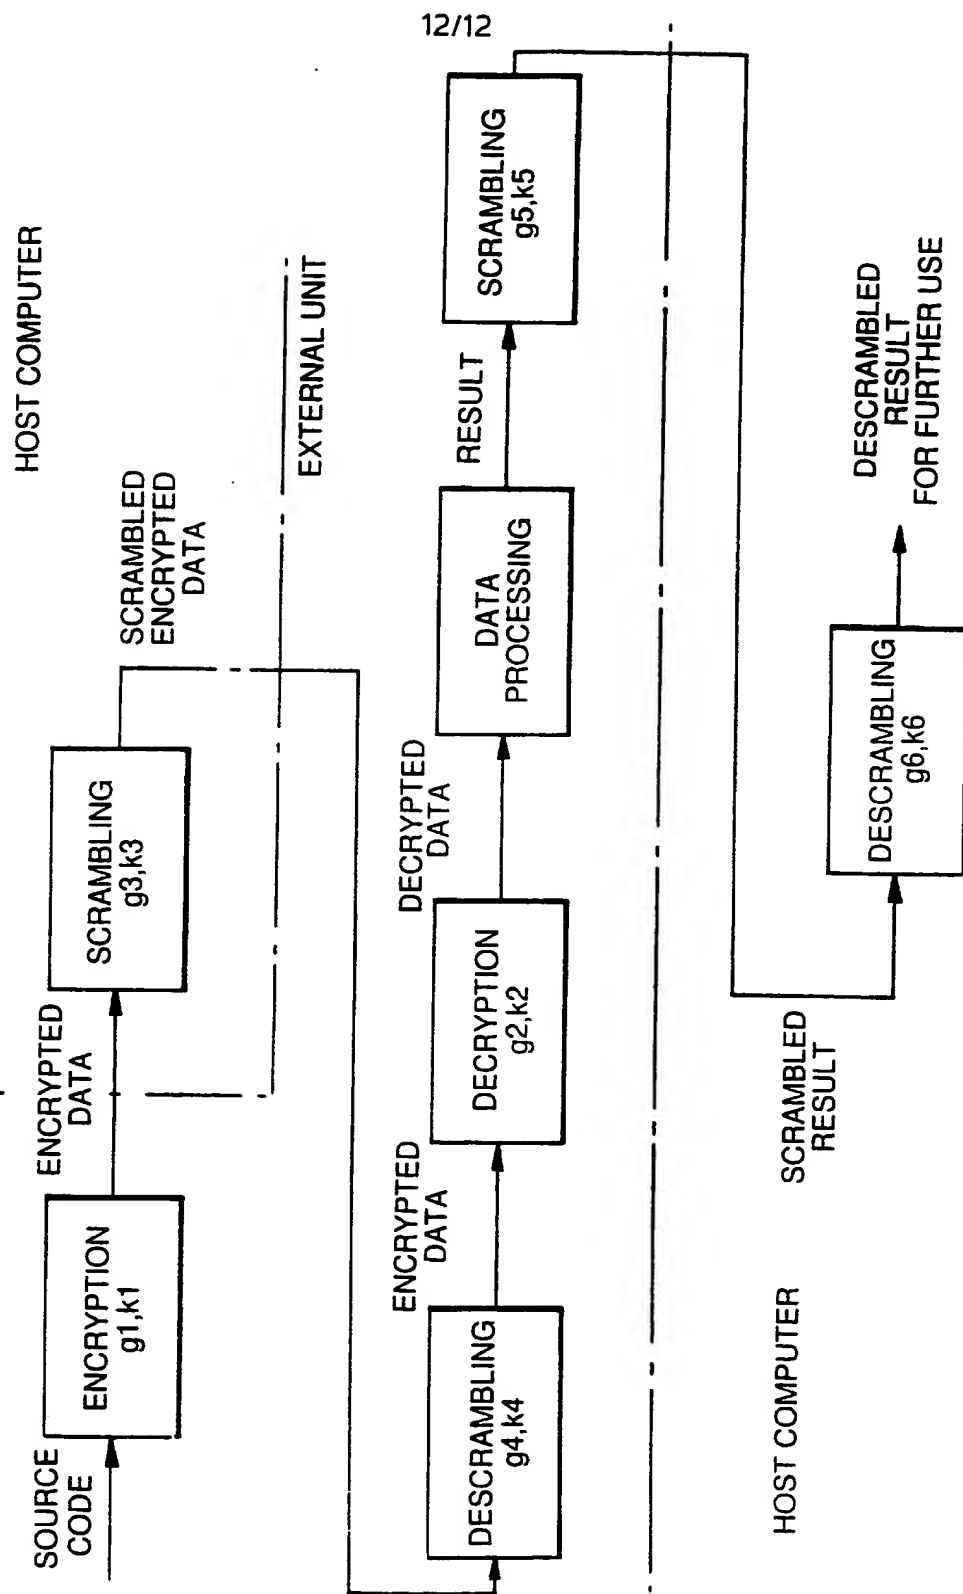 12/12
HOST COMPUTER
SOURCE
CODE
ENCRYPTION
g1,k1
ENCRYPTED
DATA
SCRAMBLING
g3,k3
SCRAMBLED
ENCRYPTED
DATA
EXTERNAL UNIT
DESCRAMBLING
g4,k4
ENCRYPTED
DATA
DECRYPTION
g2,k2
DECRYPTED
DATA
DATA
PROCESSING
RESULT
SCRAMBLING
g5,k5
HOST COMPUTER
SCRAMBLED
RESULT
DESCRAMBLING
g6,k6
DESCRAMBLED
RESULT
FOR FURTHER USE